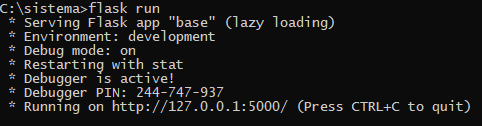 C:\sistema>flask run
 * Serving Flask app "base" (lazy loading)
 * Environment: development
 * Debug mode: on
 * Restarting with stat
 * Debugger is active!
 * Debugger PIN: 244-747-937
 * Running on http://127.0.0.1:5000/ (Press CTRL+C to quit)